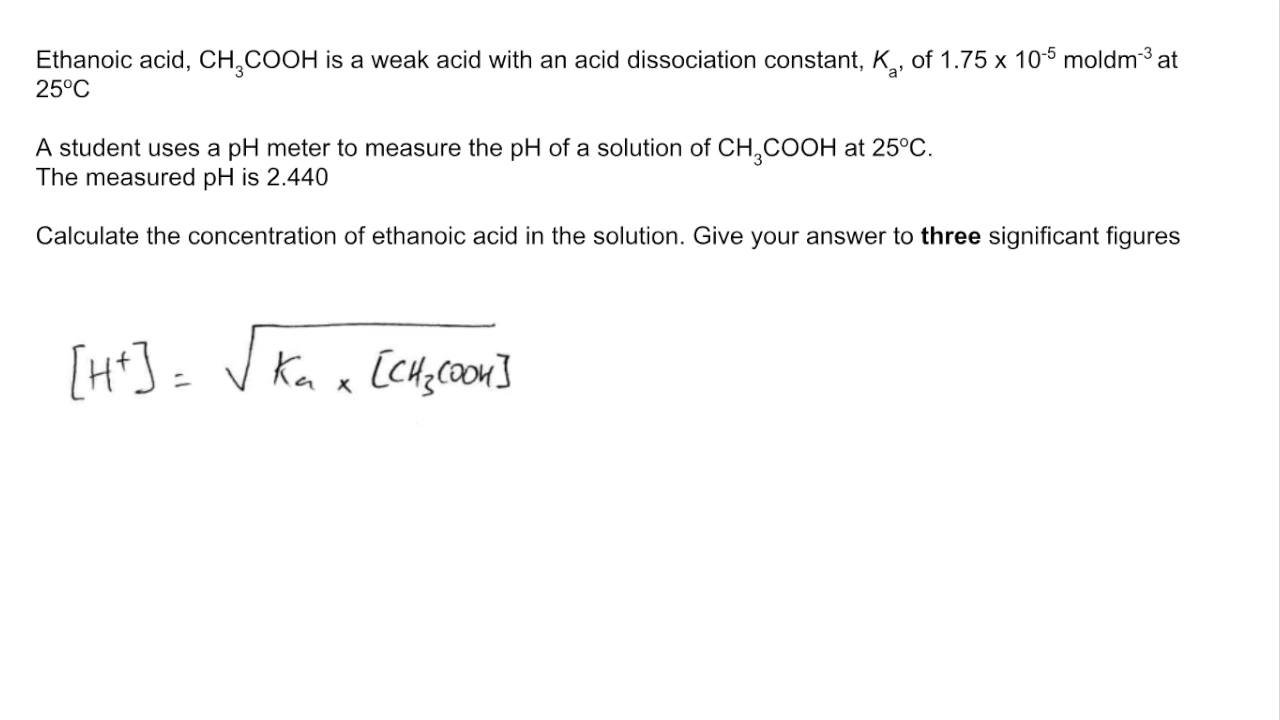 Ethanoic acid, CH₃COOH is a weak acid with an acid dissociation constant, Kₐ, of 1.75 x 10⁻⁵ moldm⁻³ at
25ºC
A student uses a pH meter to measure the pH of a solution of CH₃COOH at 25ºC.
The measured pH is 2.440
Calculate the concentration of ethanoic acid in the solution. Give your answer to three significant figures
[H⁺] = √Kₐ × [CH₃COOH]